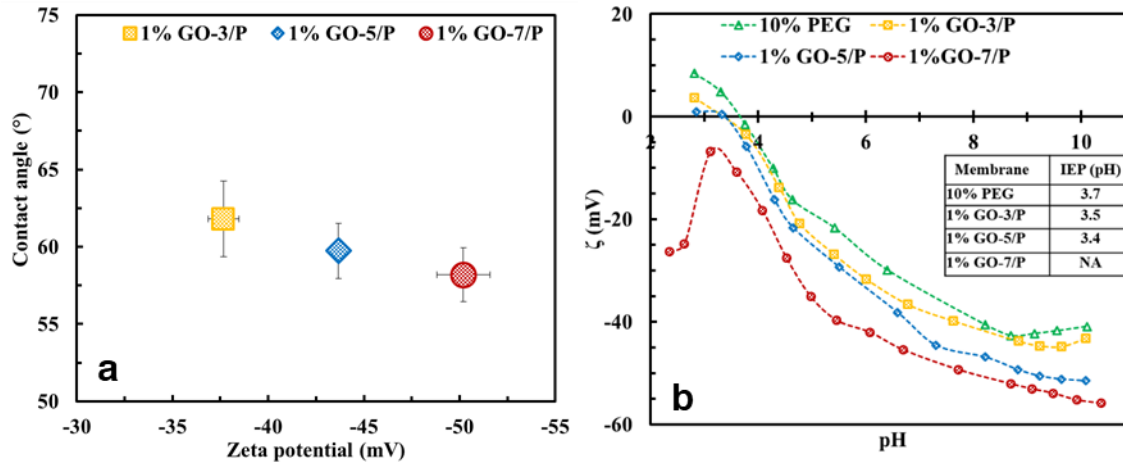 1% GO-3/P 1% GO-5/P 1% GO-7/P
75
70
65
60
55
50
Contact angle (°)
a
-30 -35 -40 -45 -50 -55
Zeta potential (mV)
10% PEG 1% GO-3/P
1% GO-5/P 1%GO-7/P
20
0
-20
-40
-60
ζ (mV)
2 4 6 8 10
Membrane IEP (pH)
10% PEG 3.7
1% GO-3/P 3.5
1% GO-5/P 3.4
1% GO-7/P NA
b
pH